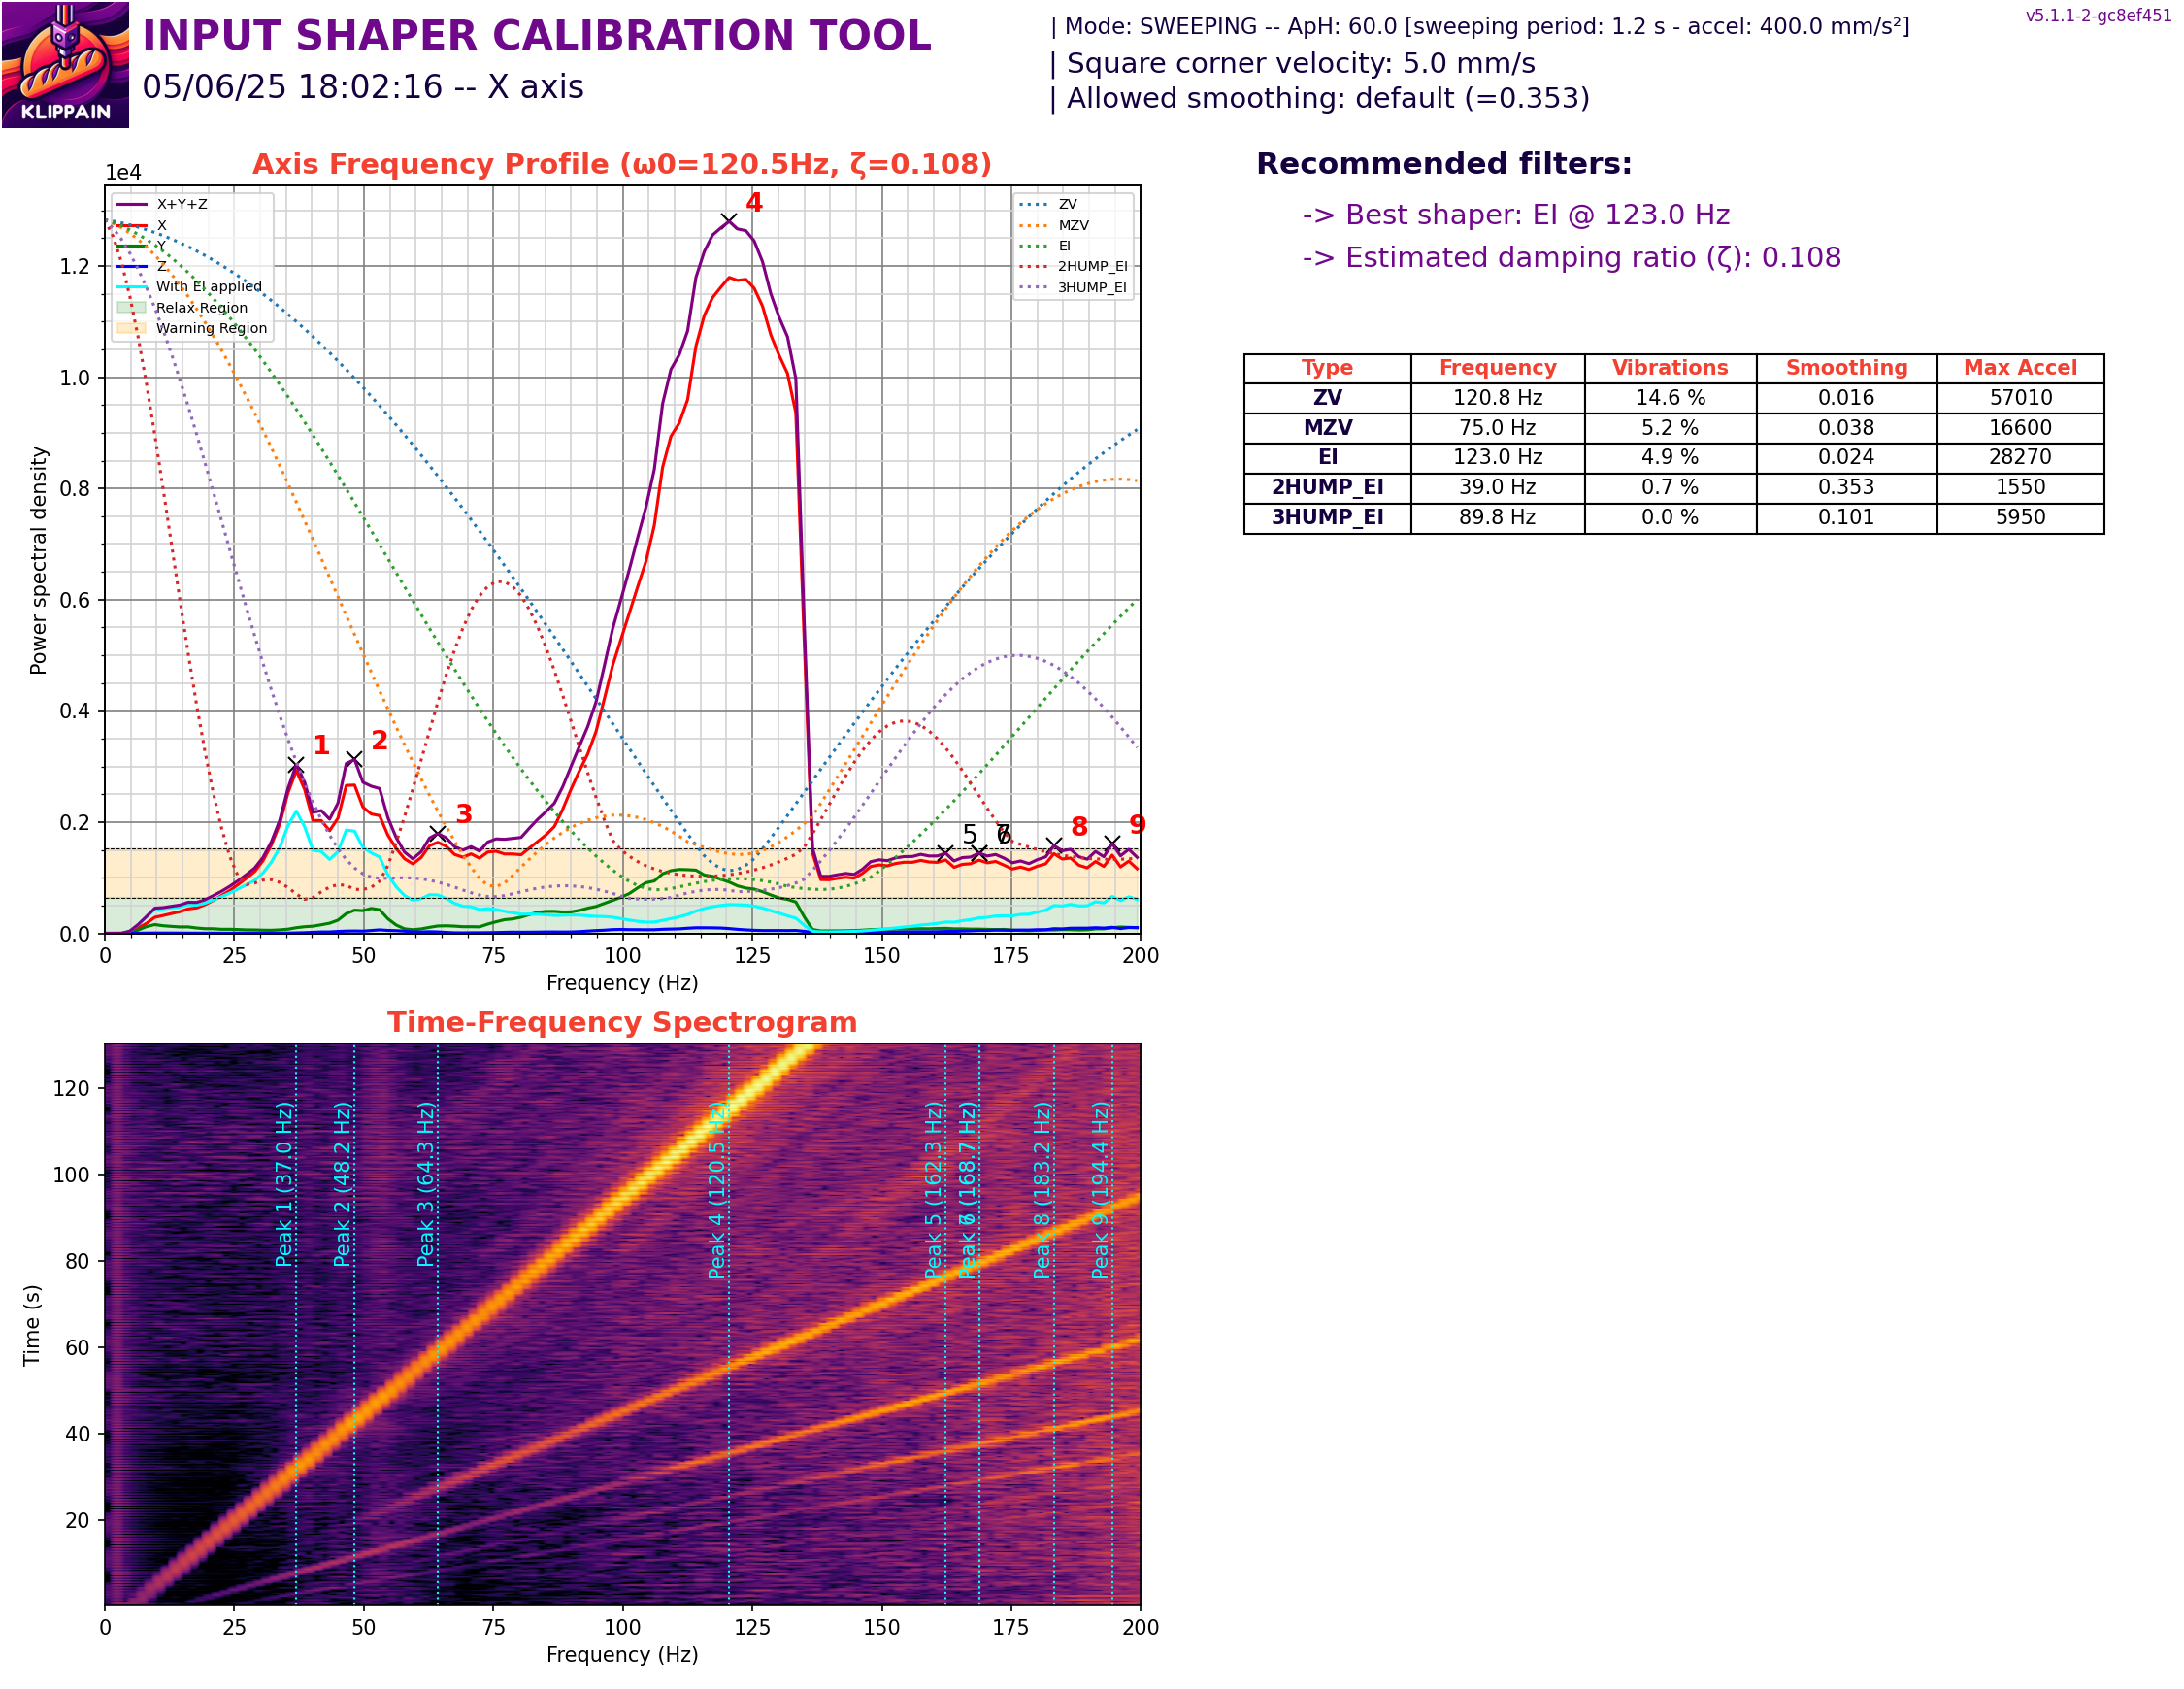 KLIPPAIN
INPUT SHAPER CALIBRATION TOOL
05/06/25 18:02:16 -- X axis
| Mode: SWEEPING -- ApH: 60.0 [sweeping period: 1.2 s - accel: 400.0 mm/s²]
| Square corner velocity: 5.0 mm/s
| Allowed smoothing: default (=0.353)
v5.1.1-2-gc8ef451
Axis Frequency Profile (ω0=120.5Hz, ζ=0.108)
1e4
X+Y+Z
X
Y
Z
With EI applied
Relax Region
Warning Region
ZV
MZV
EI
2HUMP_EI
3HUMP_EI
1
2
3
4
5
6
7
8
9
Power spectral density
1.2
1.0
0.8
0.6
0.4
0.2
0.0
0 25 50 75 100 125 150 175 200
Frequency (Hz)
Recommended filters:
-> Best shaper: EI @ 123.0 Hz
-> Estimated damping ratio (ζ): 0.108
Type Frequency Vibrations Smoothing Max Accel
ZV 120.8 Hz 14.6 % 0.016 57010
MZV 75.0 Hz 5.2 % 0.038 16600
EI 123.0 Hz 4.9 % 0.024 28270
2HUMP_EI 39.0 Hz 0.7 % 0.353 1550
3HUMP_EI 89.8 Hz 0.0 % 0.101 5950
Time-Frequency Spectrogram
Time (s)
120
100
80
60
40
20
Peak 1 (37.0 Hz)
Peak 2 (48.2 Hz)
Peak 3 (64.3 Hz)
Peak 4 (120.5 Hz)
Peak 5 (162.3 Hz)
Peak 6 (168.7 Hz)
Peak 8 (183.2 Hz)
Peak 9 (194.4 Hz)
0 25 50 75 100 125 150 175 200
Frequency (Hz)